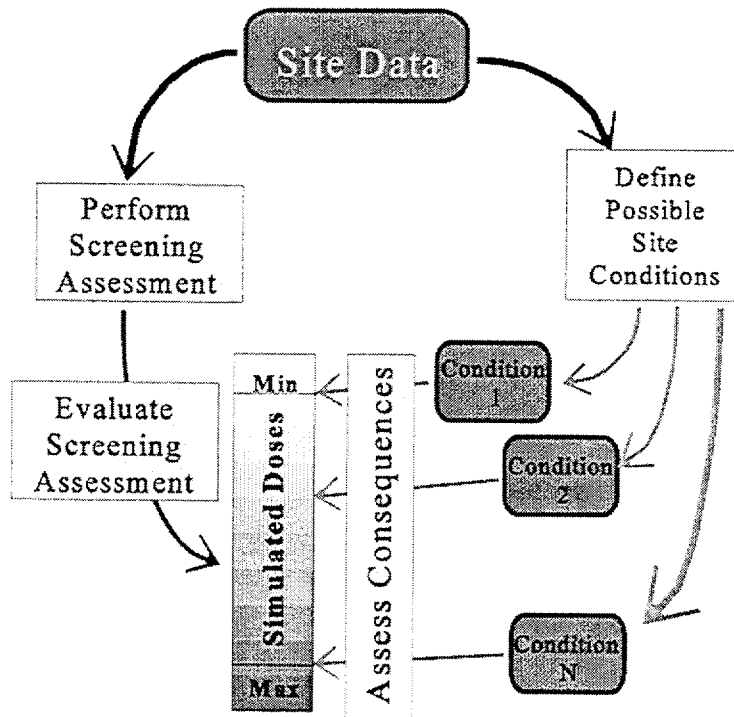 Site Data
Perform
Screening
Assessment
Define
Possible
Site
Conditions
Evaluate
Screening
Assessment
Min
Simulated Doses
Max
Assess Consequences
Condition
1
Condition
2
Condition
N